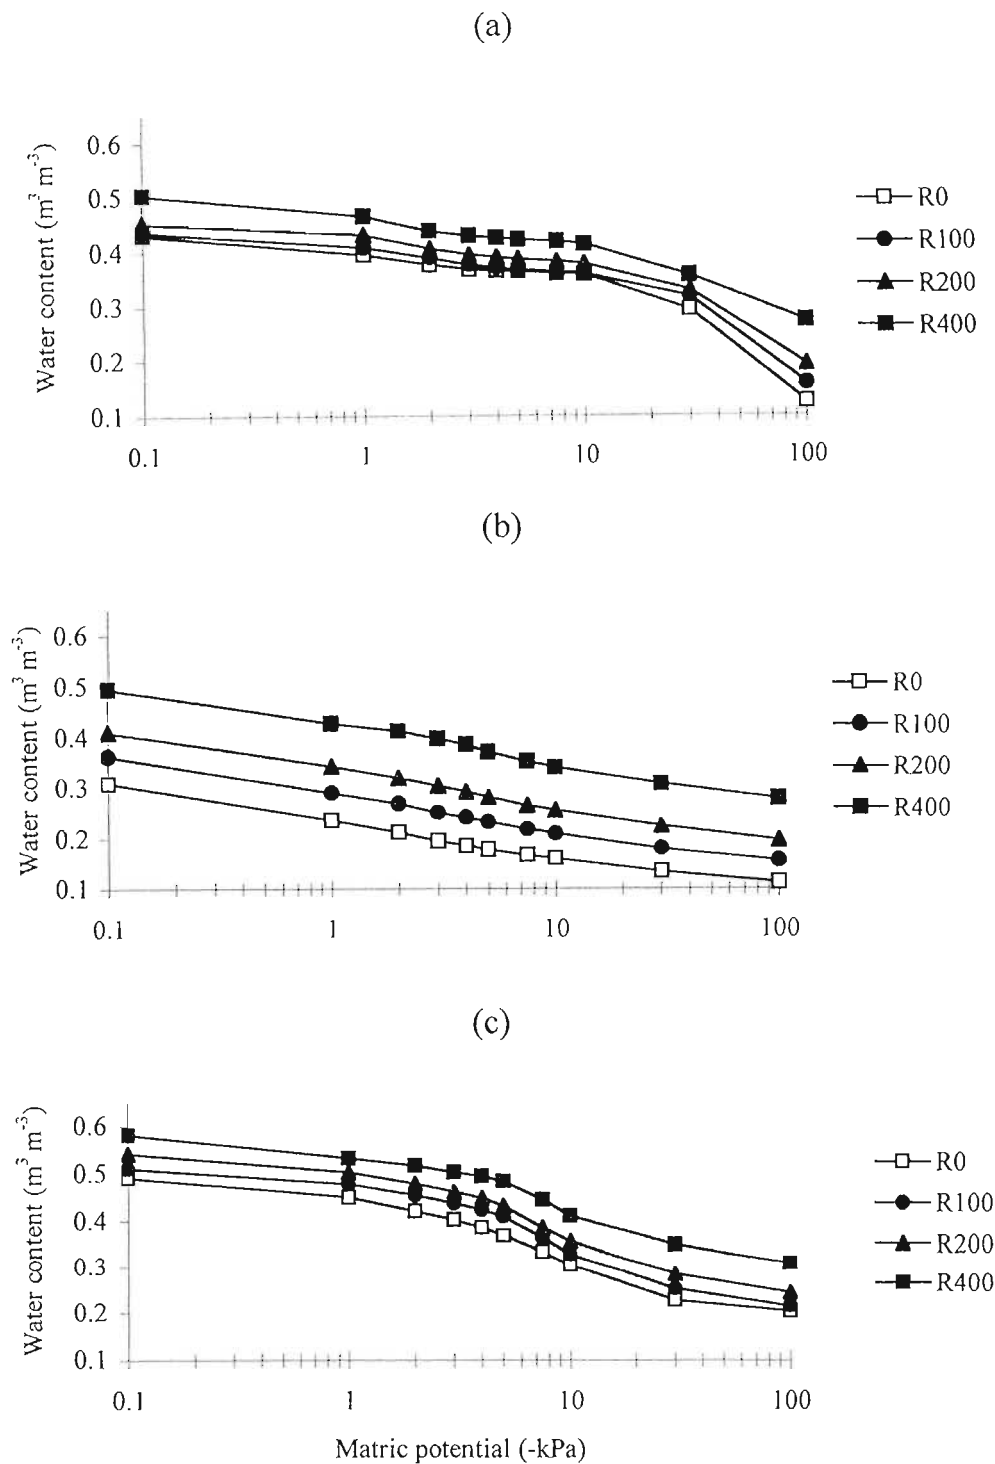 (a)
Water content (m³ m⁻³)
0.6
0.5
0.4
0.3
0.2
0.1
0.1 1 10 100
R0
R100
R200
R400
(b)
Water content (m³ m⁻³)
0.6
0.5
0.4
0.3
0.2
0.1
0.1 1 10 100
R0
R100
R200
R400
(c)
Water content (m³ m⁻³)
0.6
0.5
0.4
0.3
0.2
0.1
0.1 1 10 100
R0
R100
R200
R400
Matric potential (-kPa)